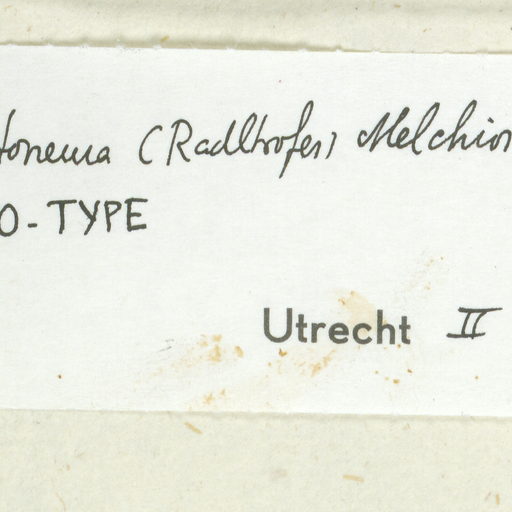 tonema (Radlkofer) Melchior
O-TYPE
Utrecht II